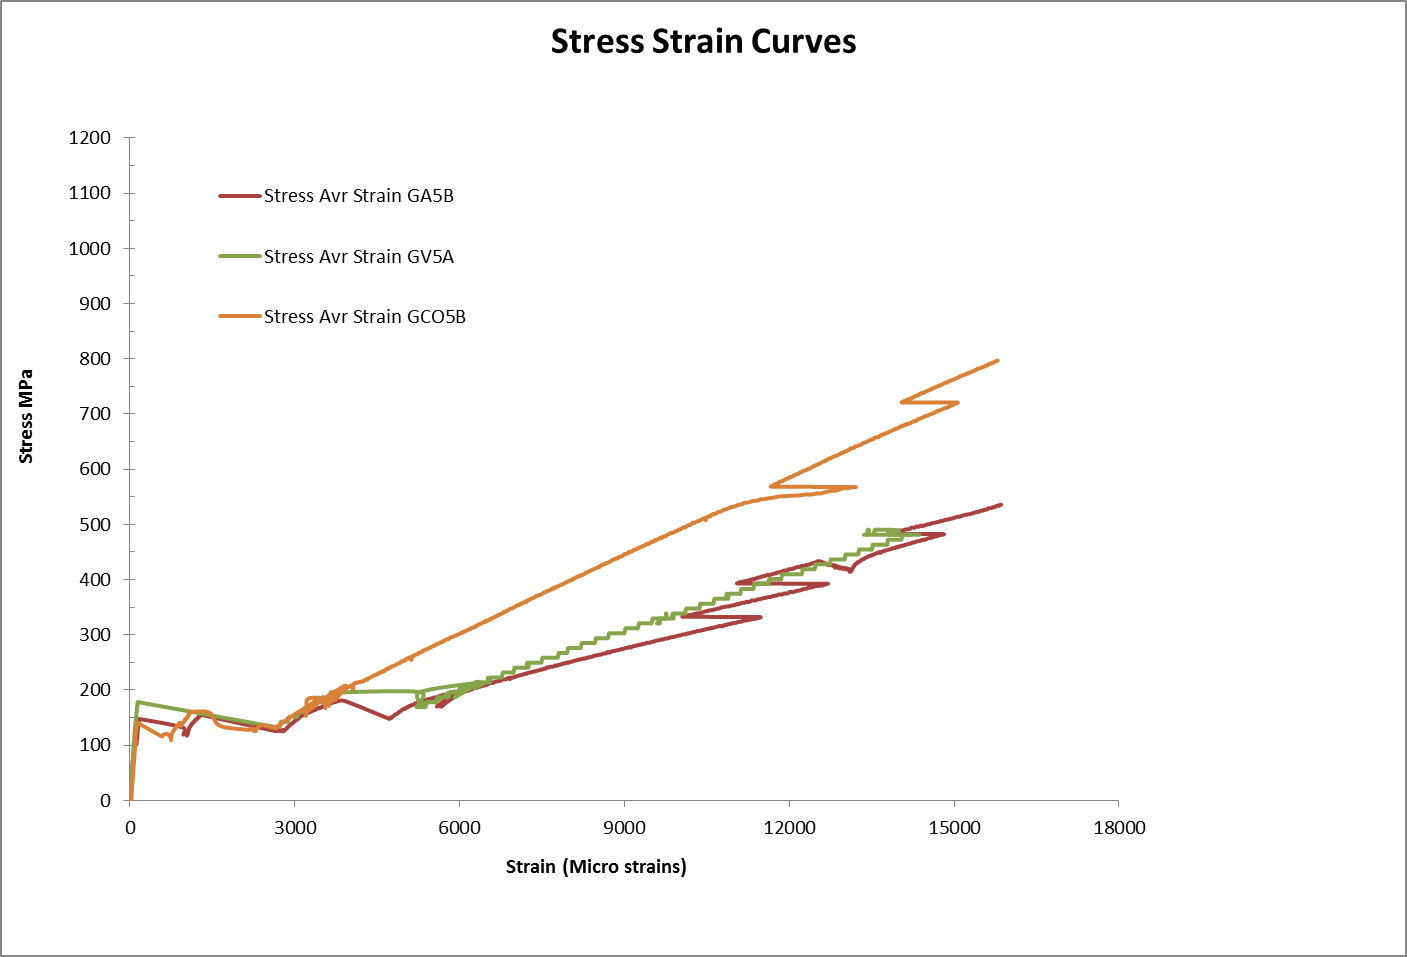 Stress Strain Curves
1200
1100
1000
900
800
700
600
500
400
300
200
100
0
Stress MPa
Stress Avr Strain GA5B
Stress Avr Strain GV5A
Stress Avr Strain GCO5B
0 3000 6000 9000 12000 15000 18000
Strain (Micro strains)